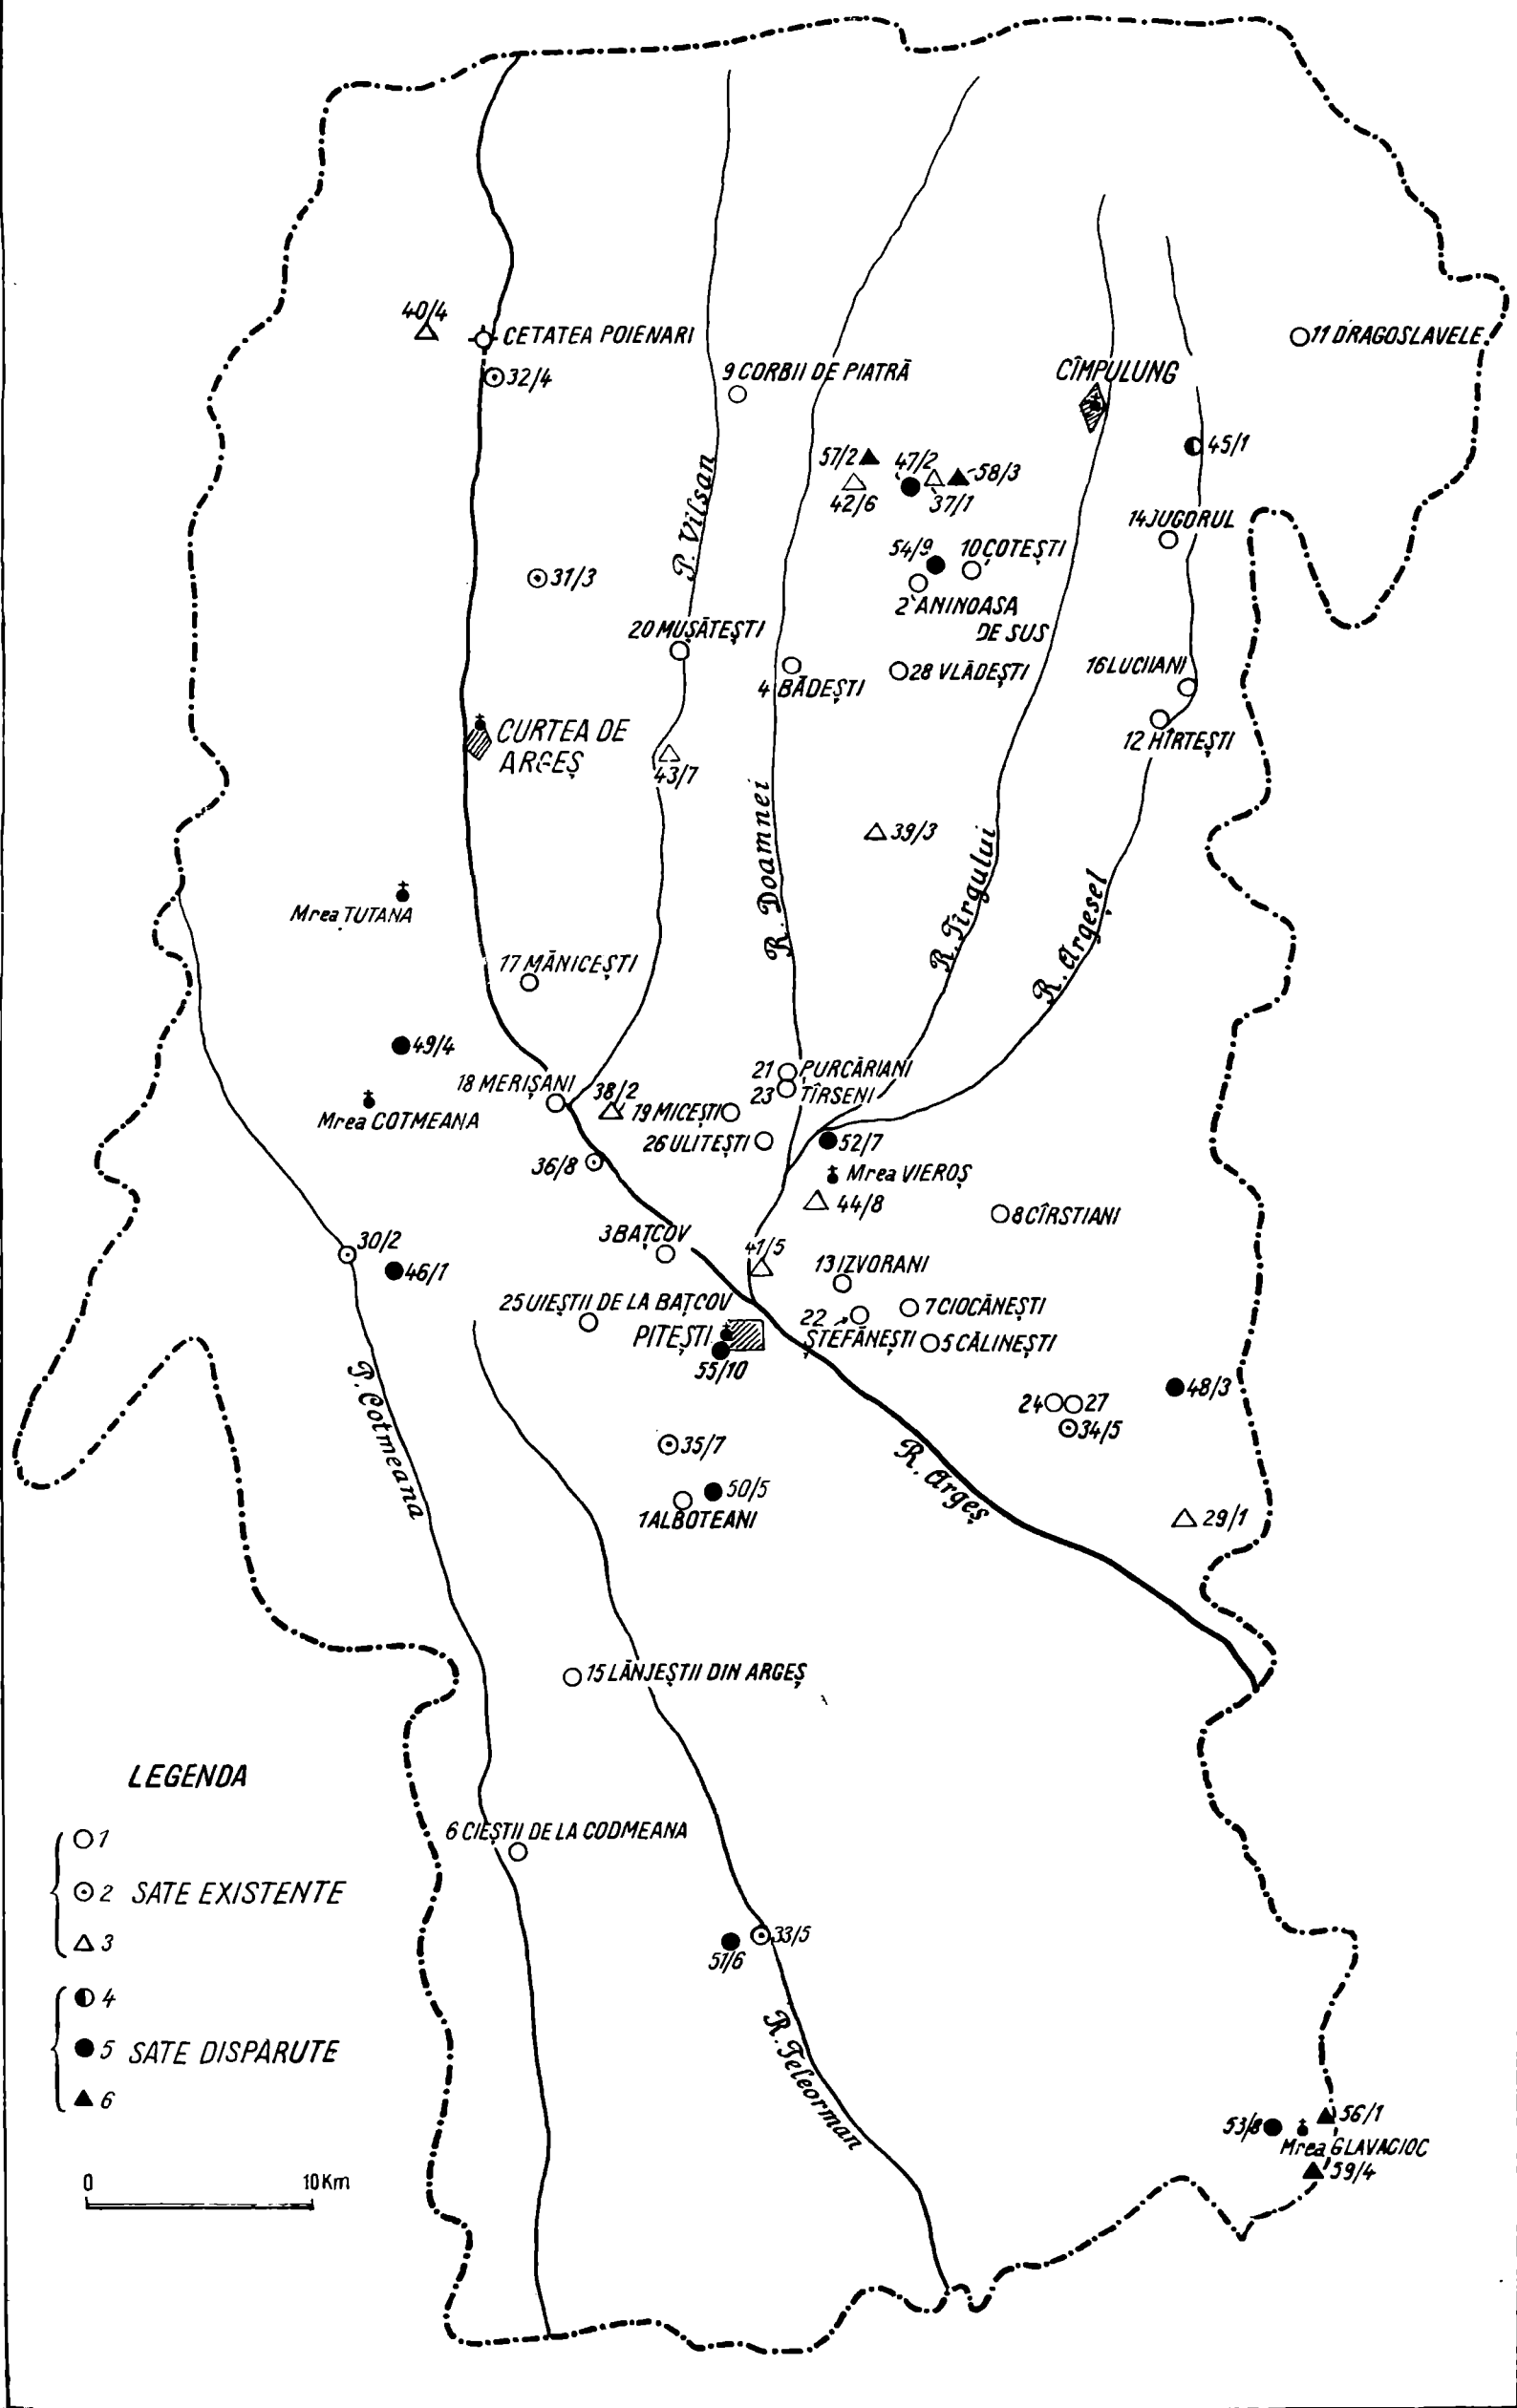 40/4
CETATEA POIENARI
32/4
9 CORBII DE PIATRĂ
CÎMPULUNG
11 DRAGOSLAVELE
45/1
57/2
47/2
58/3
42/6
37/1
14 JUGORUL
P. Vîlsan
31/3
54/9
10 COTEȘTI
2 ANINOASA
DE SUS
20 MUȘĂTEȘTI
4 BĂDEȘTI
28 VLĂDEȘTI
16 LUCIIANI
12 HÎRTEȘTI
CURTEA DE
ARGEȘ
43/7
R. Doamnei
39/3
R. Tîrgului
R. Argeșel
Mrea TUTANA
17 MĂNICEȘTI
49/4
Mrea COTMEANA
18 MERIȘANI
38/2
19 MICEȘTI
21 PURCĂRIANI
23 TÎRSENI
26 ULITEȘTI
52/7
36/8
Mrea VIEROȘ
44/8
8 CÎRSTIANI
30/2
46/1
3 BAȚCOV
41/5
13 IZVORANI
25 UIEȘTII DE LA BAȚCOV
22
7 CIOCĂNEȘTI
PITEȘTI
ȘTEFĂNEȘTI
5 CĂLINEȘTI
55/10
P. Cotmeana
48/3
24
27
34/5
35/7
R. Argeș
50/5
1 ALBOTEANI
29/1
15 LĂNJEȘTII DIN ARGEȘ
LEGENDA
1
2 SATE EXISTENTE
3
4
5 SATE DISPĂRUTE
6
0 10 Km
6 CIEȘTII DE LA CODMEANA
33/5
51/6
R. Teleorman
53/8
56/1
Mrea GLAVACIOC
59/4